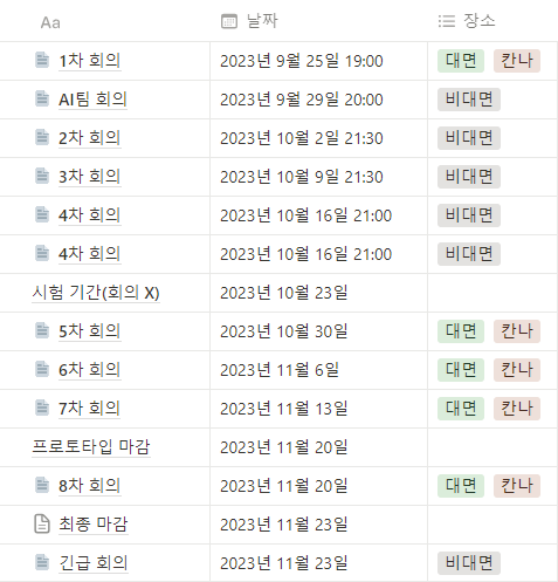 Aa 날짜 장소
1차 회의 2023년 9월 25일 19:00 대면 칸나
AI팀 회의 2023년 9월 29일 20:00 비대면
2차 회의 2023년 10월 2일 21:30 비대면
3차 회의 2023년 10월 9일 21:30 비대면
4차 회의 2023년 10월 16일 21:00 비대면
4차 회의 2023년 10월 16일 21:00 비대면
시험 기간(회의 X) 2023년 10월 23일
5차 회의 2023년 10월 30일 대면 칸나
6차 회의 2023년 11월 6일 대면 칸나
7차 회의 2023년 11월 13일 대면 칸나
프로토타입 마감 2023년 11월 20일
8차 회의 2023년 11월 20일 대면 칸나
최종 마감 2023년 11월 23일
긴급 회의 2023년 11월 23일 비대면